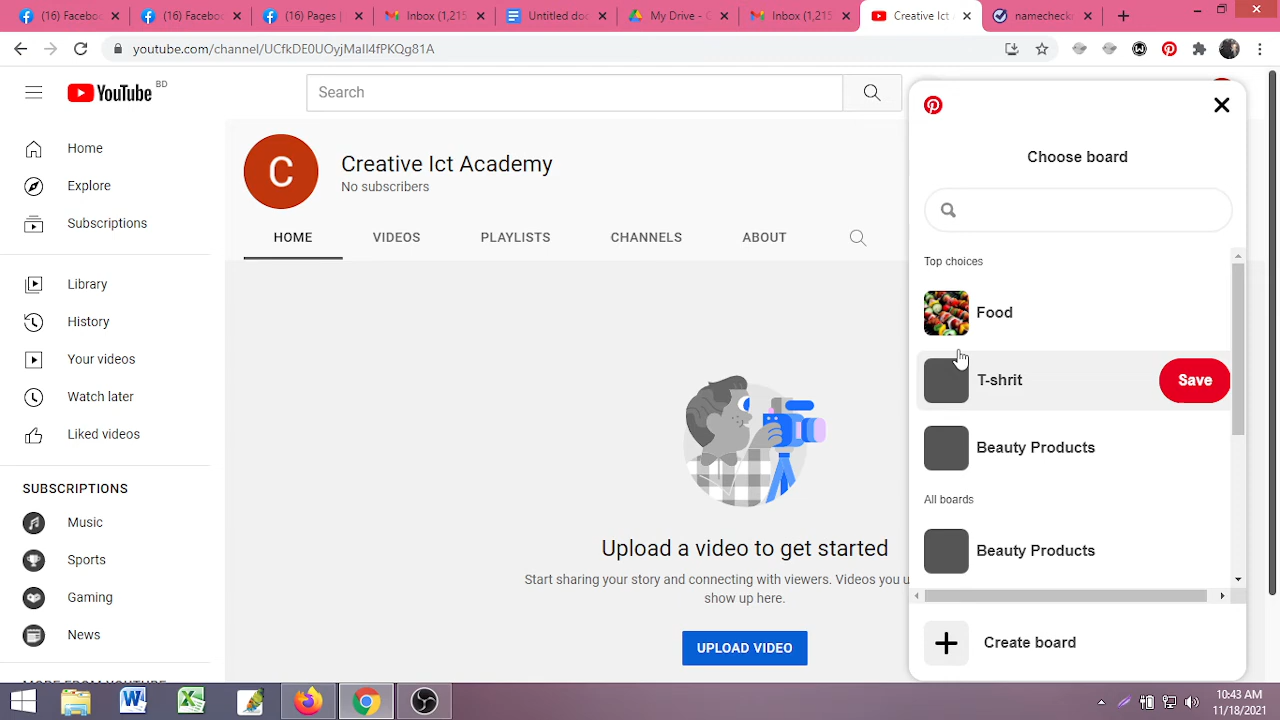 (16) Faceboo
(16) Faceboo
(16) Pages |
Inbox (1,215
Untitled doc
My Drive - G
Inbox (1,215
Creative Ict A
namecheckr
youtube.com/channel/UCfkDE0UOyjMaIl4fPKQg81A
YouTube BD
Search
Home
Explore
Subscriptions
Library
History
Your videos
Watch later
Liked videos
SUBSCRIPTIONS
Music
Sports
Gaming
News
C
Creative Ict Academy
No subscribers
HOME VIDEOS PLAYLISTS CHANNELS ABOUT
Upload a video to get started
Start sharing your story and connecting with viewers. Videos you u
show up here.
UPLOAD VIDEO
Choose board
Top choices
Food
T-shrit Save
Beauty Products
All boards
Beauty Products
Create board
10:43 AM
11/18/2021